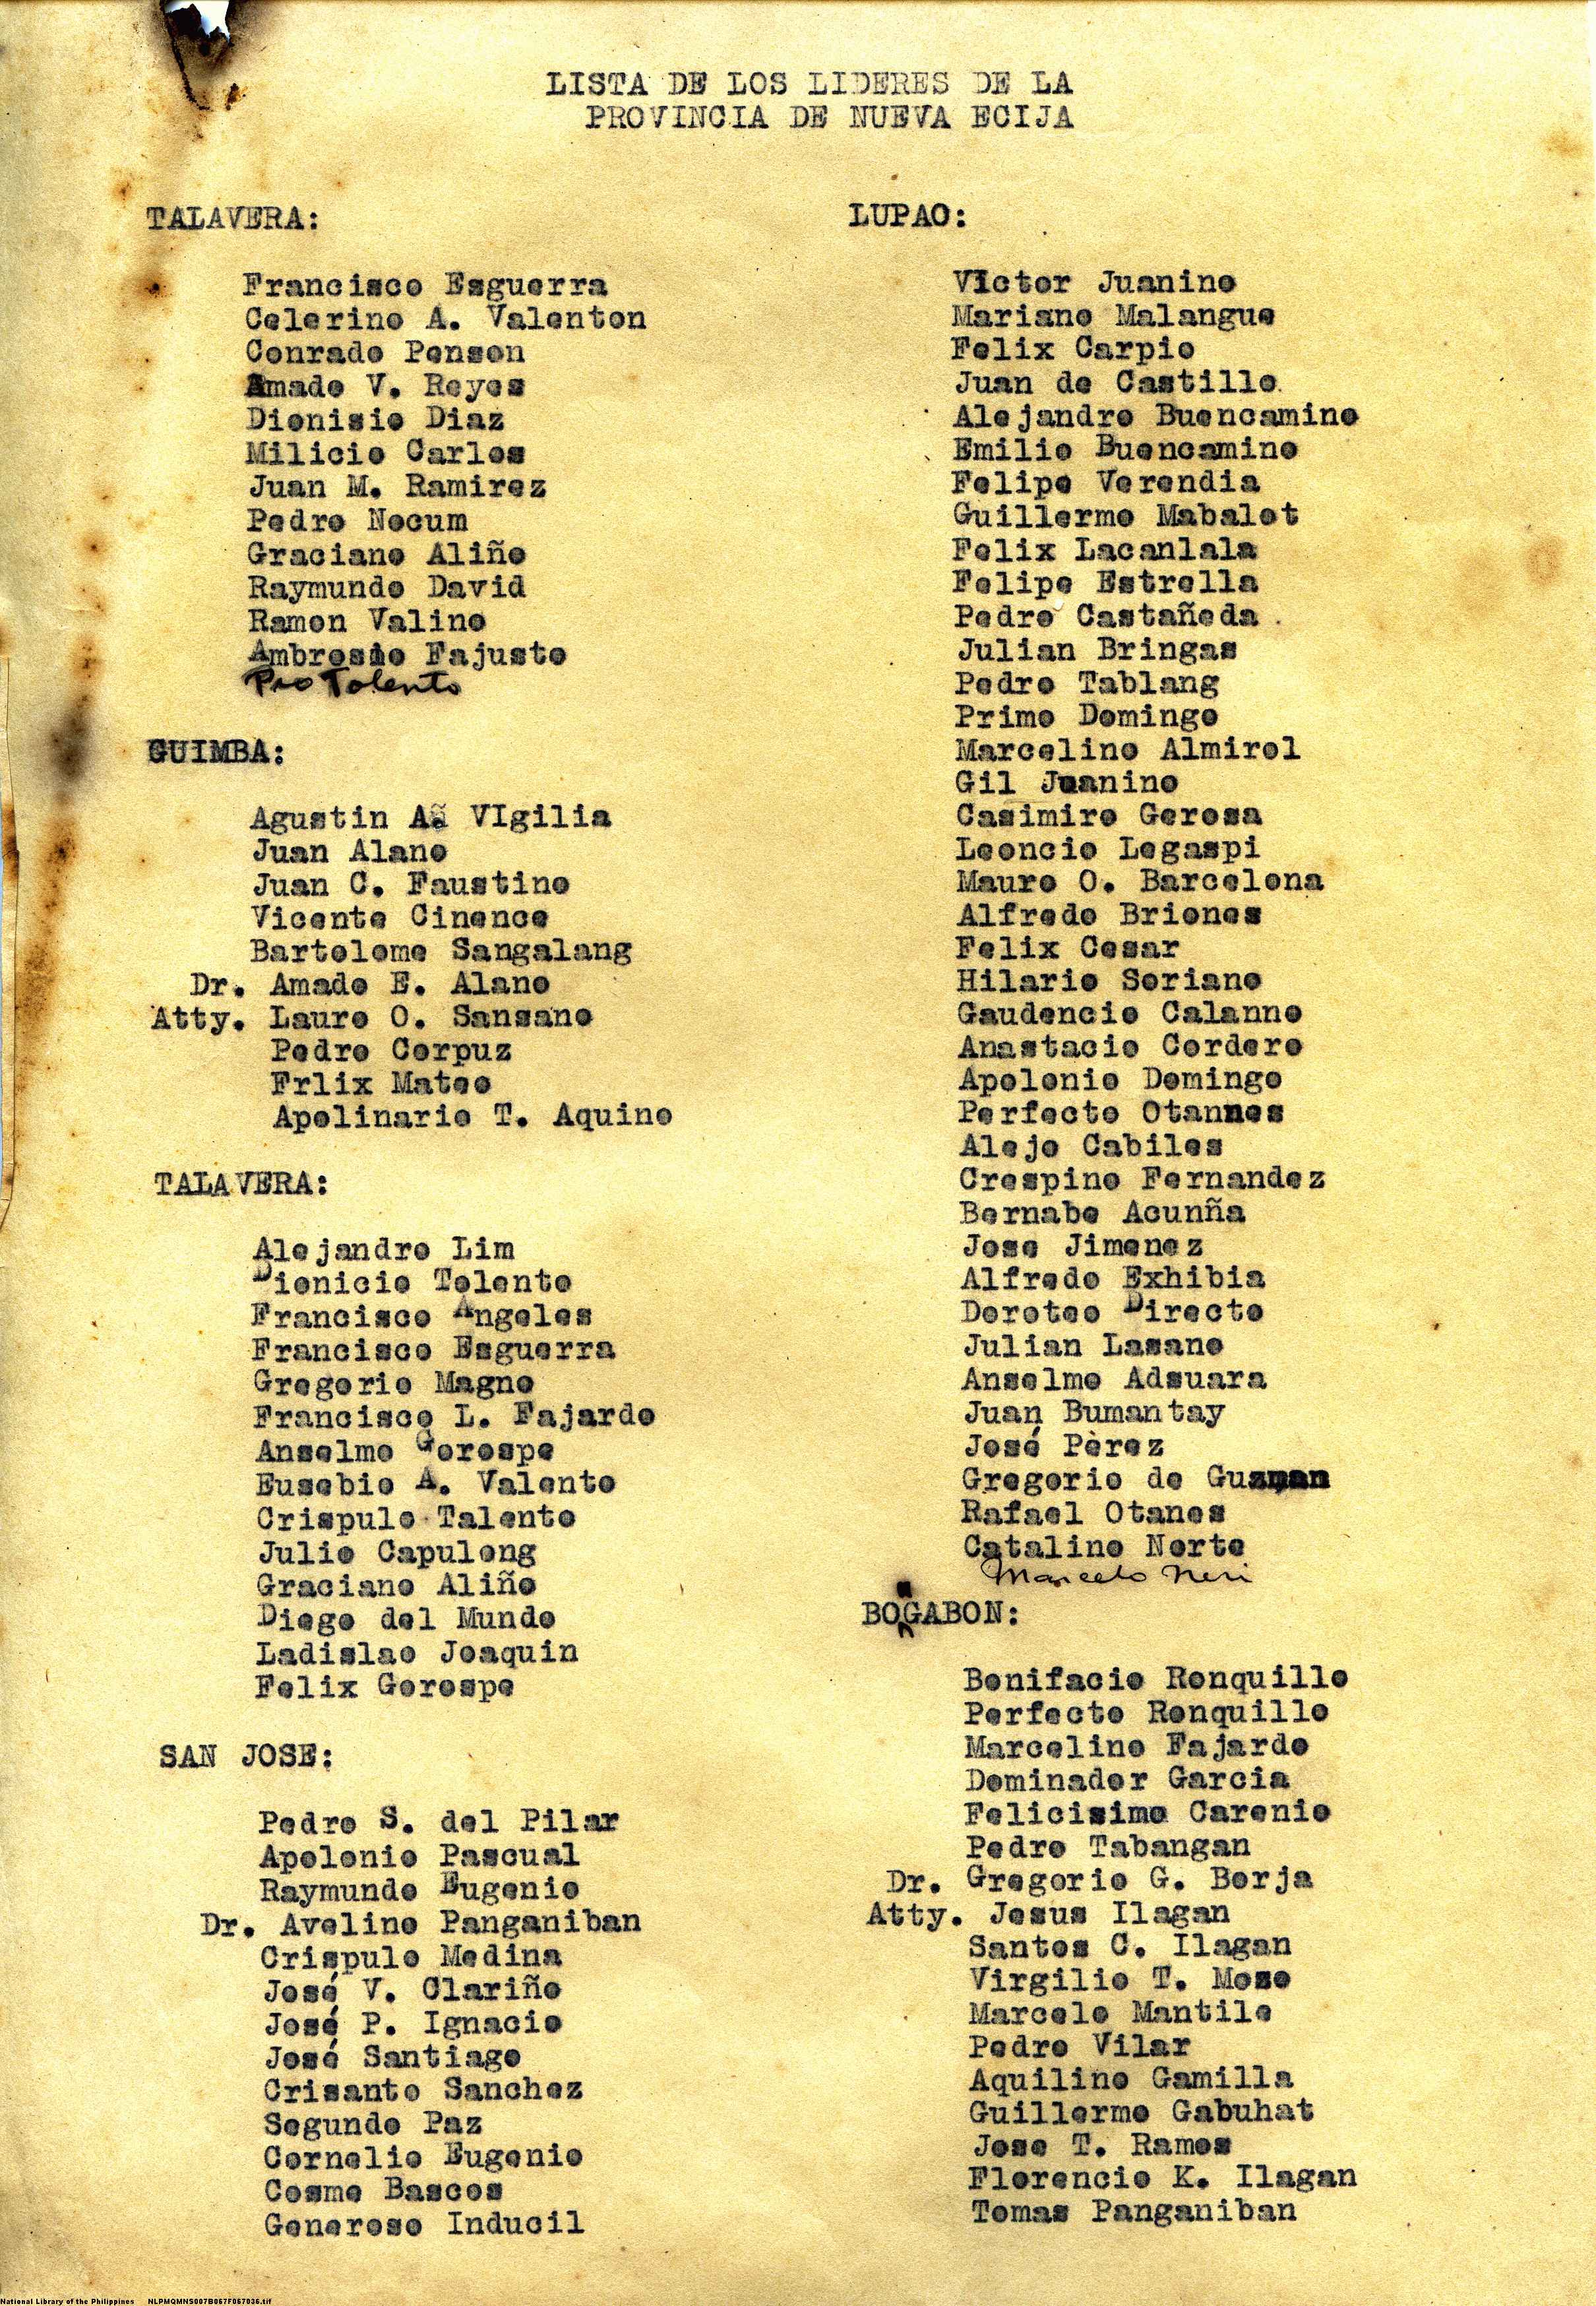 LISTA DE LOS LIDERES DE LA
PROVINCIA DE NUEVA ECIJA
TALAVERA:
Francisco Esguerra
Celerino A. Valenton
Conrado Penson
Amado V. Reyes
Dionisio Diaz
Milicio Carlos
Juan M. Ramirez
Pedro Nocum
Graciano Aliño
Raymundo David
Ramon Valino
Ambrosio Fajusto
Pio Tolento
GUIMBA:
Agustin A. VIgilia
Juan Alano
Juan C. Faustino
Vicente Cinence
Bartolome Sangalang
Dr. Amado E. Alano
Atty. Lauro O. Sansano
Pedro Corpuz
Frlix Mateo
Apolinario T. Aquino
TALAVERA:
Alejandro Lim
Dionicio Tolento
Francisco Angeles
Francisco Esguerra
Gregorio Magno
Francisco L. Fajardo
Anselmo Gorospe
Eusebio A. Valento
Crispulo Talento
Julio Capulong
Graciano Aliño
Diego del Mundo
Ladislao Joaquin
Felix Gorospe
SAN JOSE:
Pedro S. del Pilar
Apolonio Pascual
Raymundo Eugenio
Dr. Avelino Panganiban
Crispulo Medina
José V. Clariño
José P. Ignacio
José Santiago
Crisanto Sanchez
Segundo Paz
Cornelio Eugenio
Cosme Bascos
Generoso Inducil
LUPAO:
VIctor Juanino
Mariano Malangue
Felix Carpio
Juan de Castillo
Alejandro Buencamino
Emilio Buencamino
Felipe Verendia
Guillermo Mabalot
Felix Lacanlala
Felipe Estrella
Pedro Castañeda
Julian Bringas
Pedro Tablang
Primo Domingo
Marcelino Almirol
Gil Juanino
Casimiro Gerosa
Leoncio Legaspi
Mauro O. Barcelona
Alfredo Briones
Felix Cesar
Hilario Soriano
Gaudencio Calanno
Anastacio Cordero
Apolonio Domingo
Perfecto Otannes
Alejo Cabiles
Crespino Fernandez
Bernabe Acunña
Jose Jimenez
Alfredo Exhibia
Doroteo Directo
Julian Lasano
Anselmo Adsuara
Juan Bumantay
José Pèrez
Gregorio de Guzman
Rafael Otanes
Catalino Norte
Marcelo Neri
BOGABON:
Bonifacio Ronquillo
Perfecto Ronquillo
Marcelino Fajardo
Dominador Garcia
Felicisimo Carenio
Pedro Tabangan
Dr. Gregorio G. Borja
Atty. Jesus Ilagan
Santos C. Ilagan
Virgilio T. Moso
Marcelo Mantile
Pedro Vilar
Aquilino Gamilla
Guillermo Gabuhat
Jose T. Ramos
Florencio K. Ilagan
Tomas Panganiban
National Library of the Philippines NLPMQMNS007B067F067036.tif